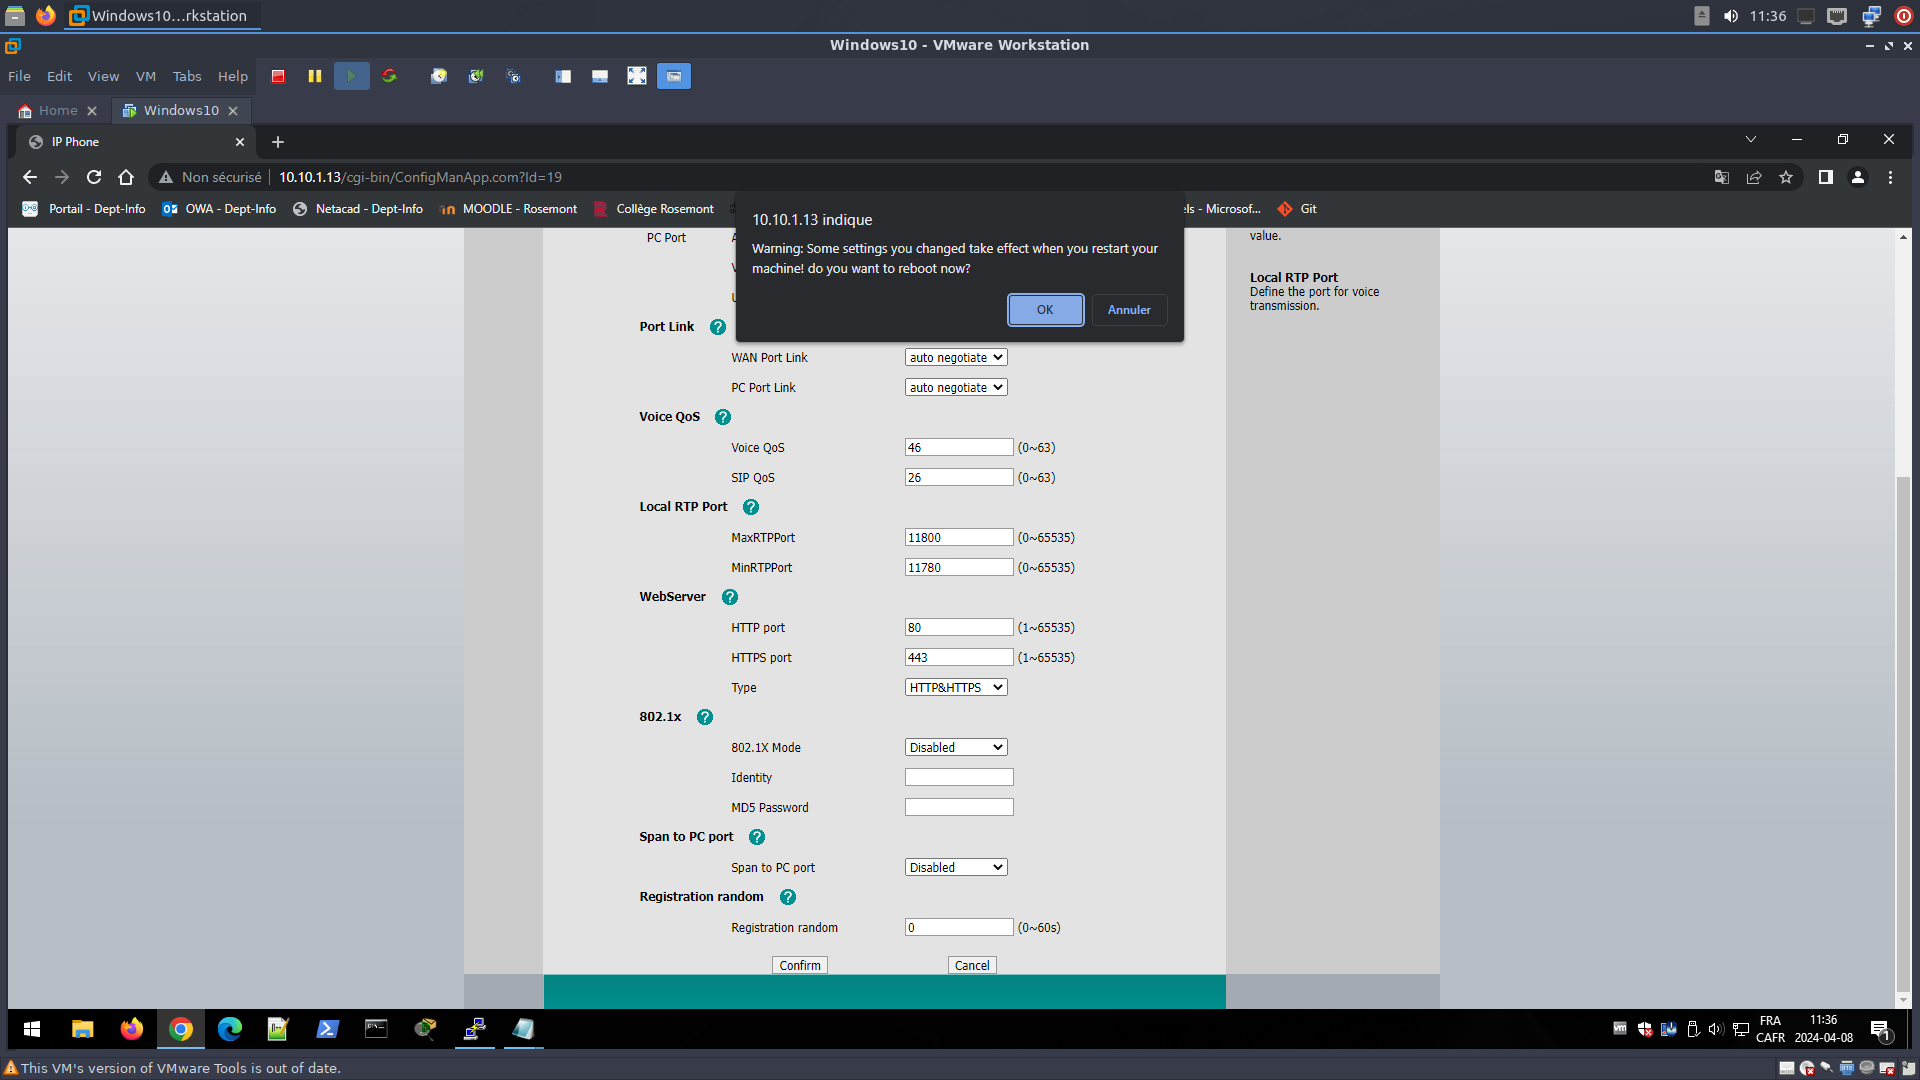 Windows10...rkstation
11:36
Windows10 - VMware Workstation
File Edit View VM Tabs Help
Home
Windows10
IP Phone
Non sécurisé 10.10.1.13/cgi-bin/ConfigManApp.com?Id=19
Portail - Dept-Info
OWA - Dept-Info
Netacad - Dept-Info
MOODLE - Rosemont
Collège Rosemont
els - Microsof...
Git
10.10.1.13 indique
Warning: Some settings you changed take effect when you restart your
machine! do you want to reboot now?
OK
Annuler
PC Port
value.
Local RTP Port
Define the port for voice
transmission.
Port Link ?
WAN Port Link auto negotiate
PC Port Link auto negotiate
Voice QoS ?
Voice QoS 46 (0~63)
SIP QoS 26 (0~63)
Local RTP Port ?
MaxRTPPort 11800 (0~65535)
MinRTPPort 11780 (0~65535)
WebServer ?
HTTP port 80 (1~65535)
HTTPS port 443 (1~65535)
Type HTTP&HTTPS
802.1x ?
802.1X Mode Disabled
Identity
MD5 Password
Span to PC port ?
Span to PC port Disabled
Registration random ?
Registration random 0 (0~60s)
Confirm Cancel
FRA
CAFR
11:36
2024-04-08
1
This VM's version of VMware Tools is out of date.